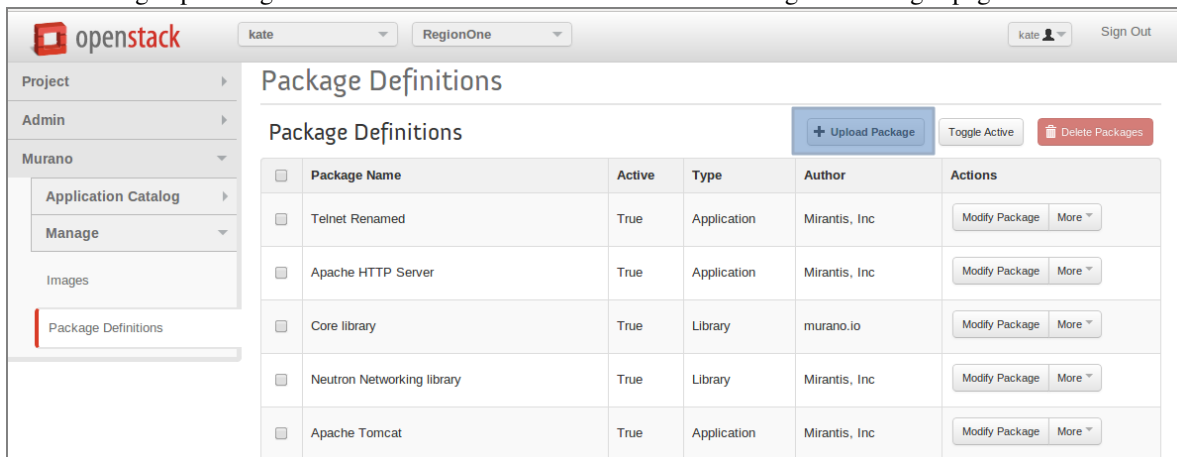 openstack
kate
RegionOne
kate
Sign Out
Project
Admin
Murano
Application Catalog
Manage
Images
Package Definitions
Package Definitions
Package Definitions
+ Upload Package
Toggle Active
Delete Packages
Package Name Active Type Author Actions
Telnet Renamed True Application Mirantis, Inc Modify Package More
Apache HTTP Server True Application Mirantis, Inc Modify Package More
Core library True Library murano.io Modify Package More
Neutron Networking library True Library Mirantis, Inc Modify Package More
Apache Tomcat True Application Mirantis, Inc Modify Package More